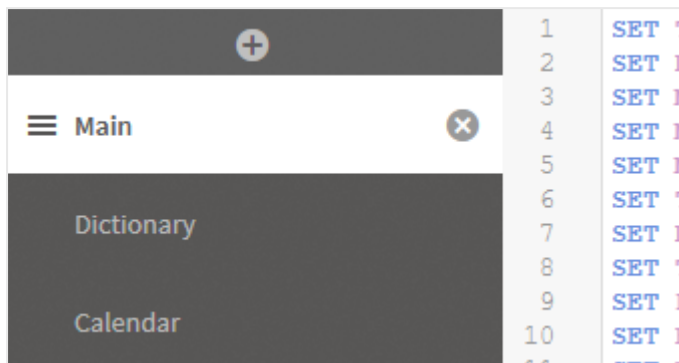 Main
Dictionary
Calendar
1 SET
2 SET
3 SET
4 SET
5 SET
6 SET
7 SET
8 SET
9 SET
10 SET